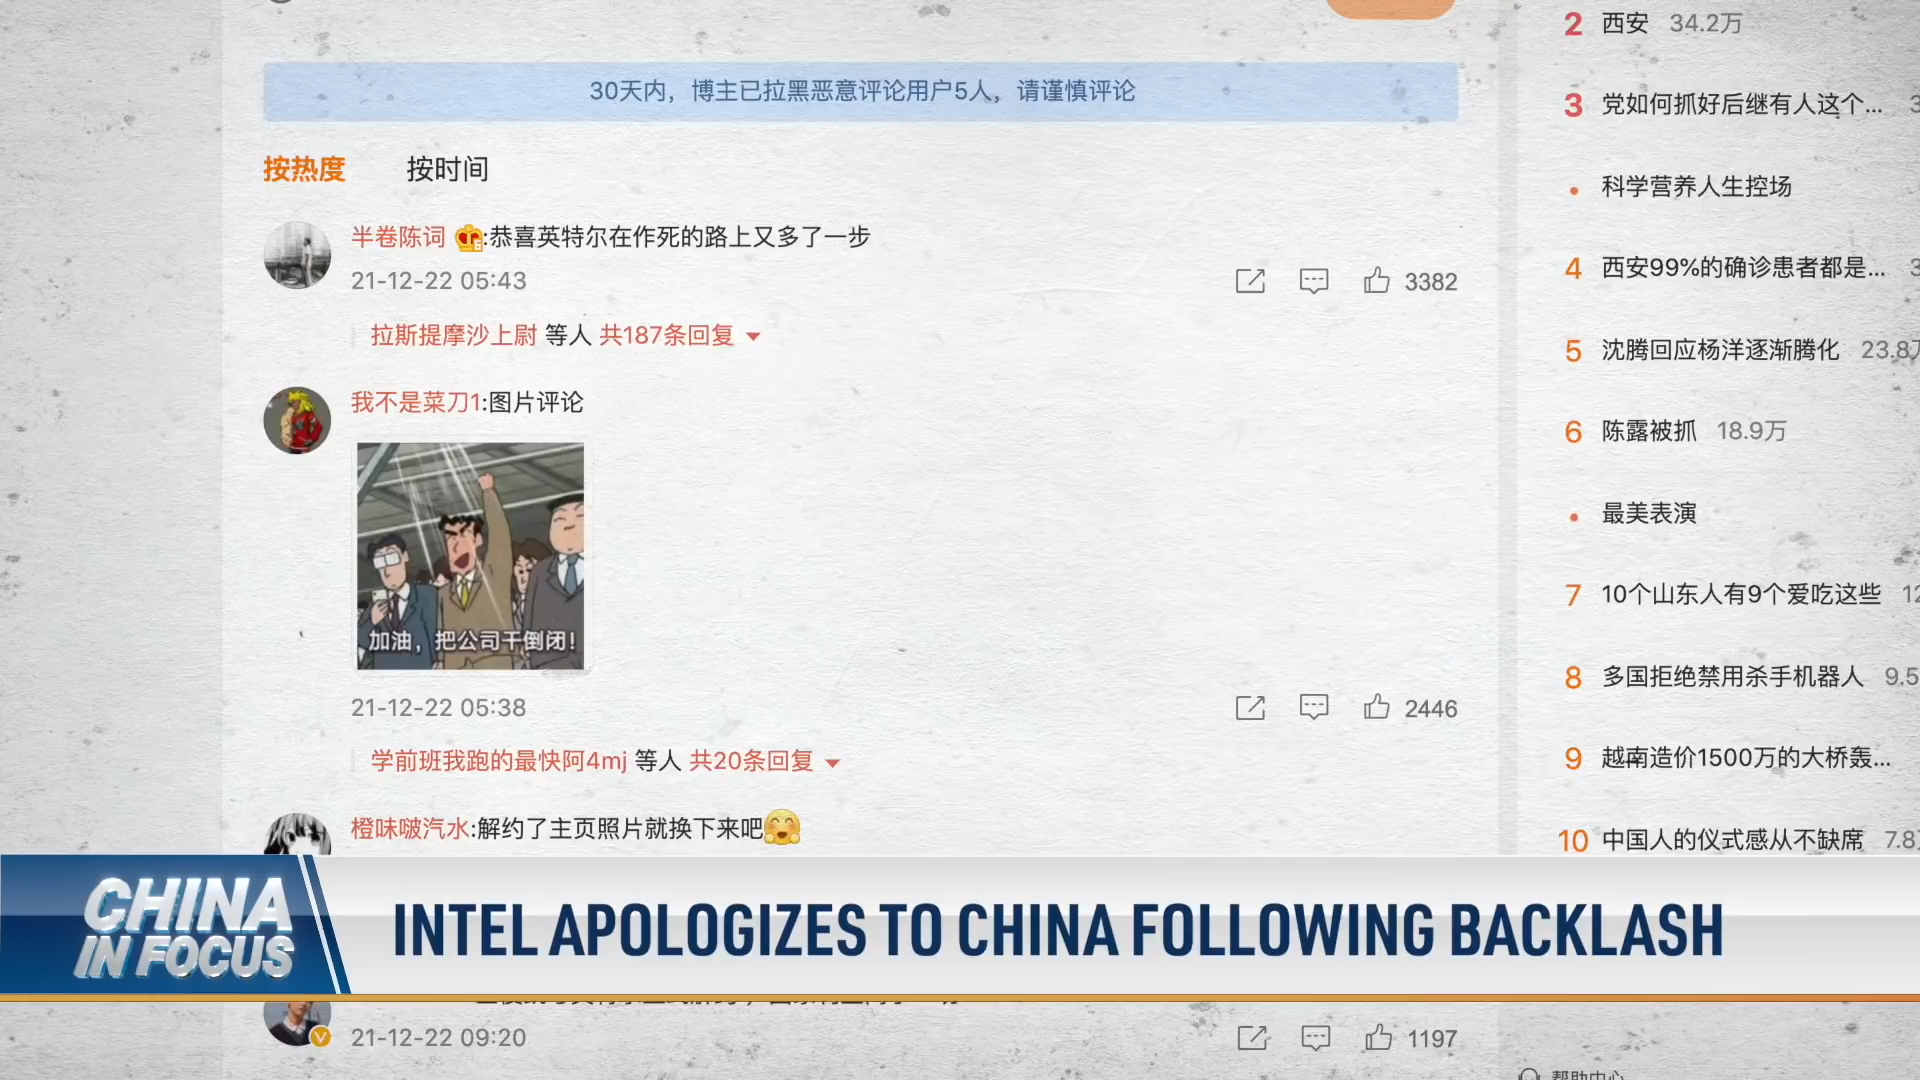 30天内，博主已拉黑恶意评论用户5人，请谨慎评论
按热度 按时间
半卷陈词:恭喜英特尔在作死的路上又多了一步
21-12-22 05:43
3382
拉斯提摩沙上尉 等人 共187条回复
我不是菜刀1:图片评论
加油，把公司干倒闭！
21-12-22 05:38
2446
学前班我跑的最快阿4mj 等人 共20条回复
橙味啵汽水:解约了主页照片就换下来吧
21-12-22 09:20
1197
2 西安 34.2万
3 党如何抓好后继有人这个...
科学营养人生控场
4 西安99%的确诊患者都是...
5 沈腾回应杨洋逐渐腾化 23.8万
6 陈露被抓 18.9万
最美表演
7 10个山东人有9个爱吃这些
8 多国拒绝禁用杀手机器人 9.5
9 越南造价1500万的大桥轰...
10 中国人的仪式感从不缺席 7.8
帮助中心
CHINA
IN FOCUS
INTEL APOLOGIZES TO CHINA FOLLOWING BACKLASH